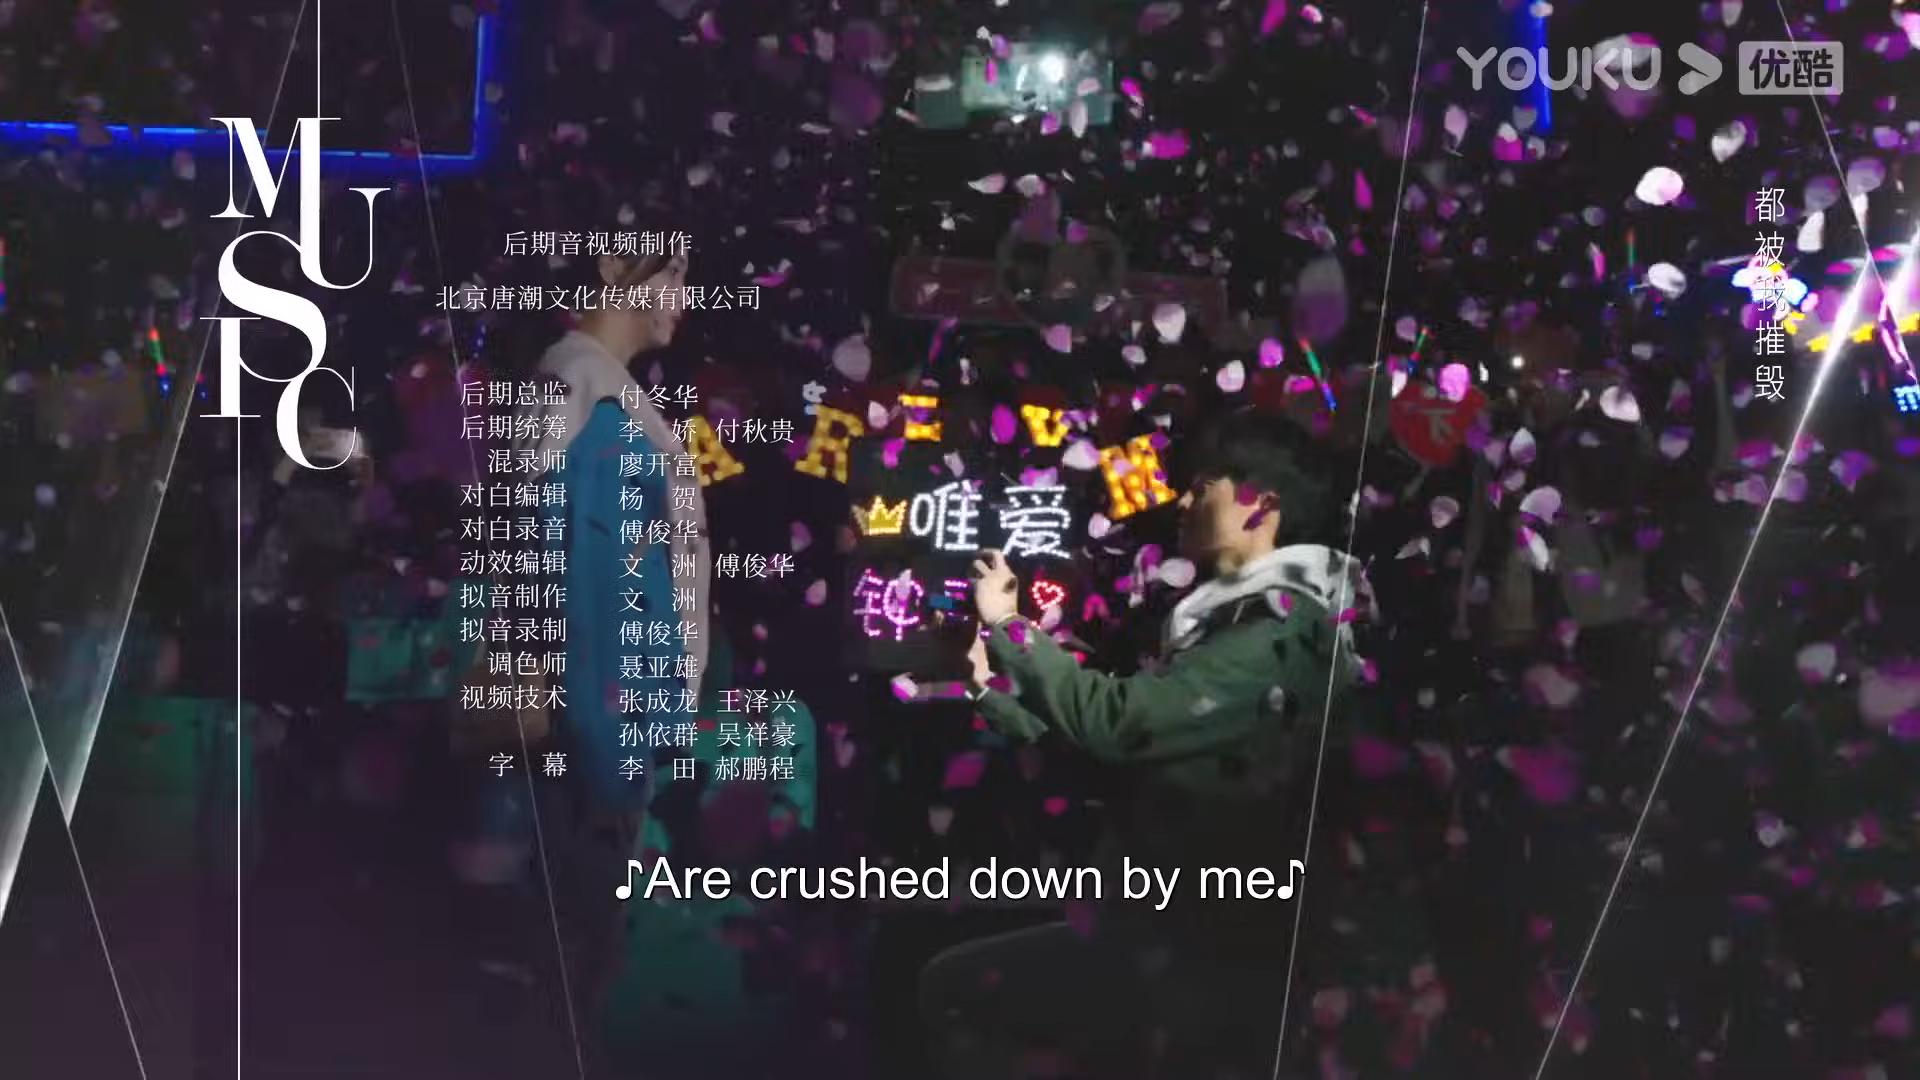 YOUKU 优酷
MUSIC
都被我摧毁
后期音视频制作
北京唐潮文化传媒有限公司
后期总监 付冬华
后期统筹 李 娇 付秋贵
混录师 廖开富
对白编辑 杨 贺
对白录音 傅俊华
动效编辑 文 洲 傅俊华
拟音制作 文 洲
拟音录制 傅俊华
调色师 聂亚雄
视频技术 张成龙 王泽兴
孙依群 吴祥豪
字 幕 李 田 郝鹏程
A R E Y M
唯爱
钟
♪Are crushed down by me♪